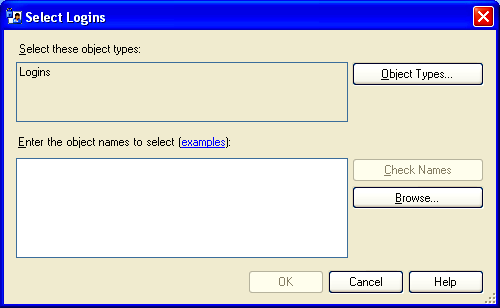 Select Logins
Select these object types:
Logins
Object Types...
Enter the object names to select (examples):
Check Names
Browse...
OK
Cancel
Help